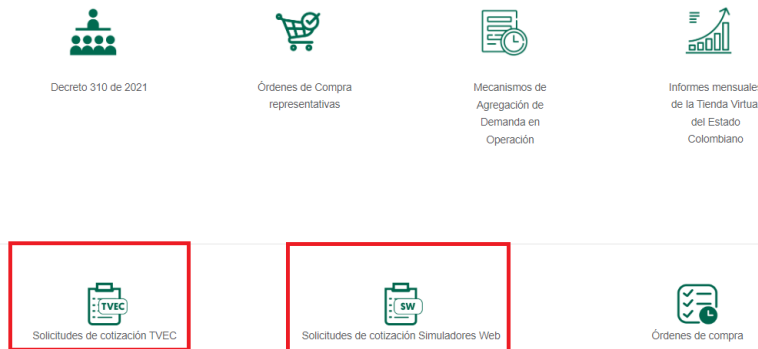 Decreto 310 de 2021
Órdenes de Compra
representativas
Mecanismos de
Agregación de
Demanda en
Operación
Informes mensuales
de la Tienda Virtua
del Estado
Colombiano
TVEC
Solicitudes de cotización TVEC
SW
Solicitudes de cotización Simuladores Web
Órdenes de compra